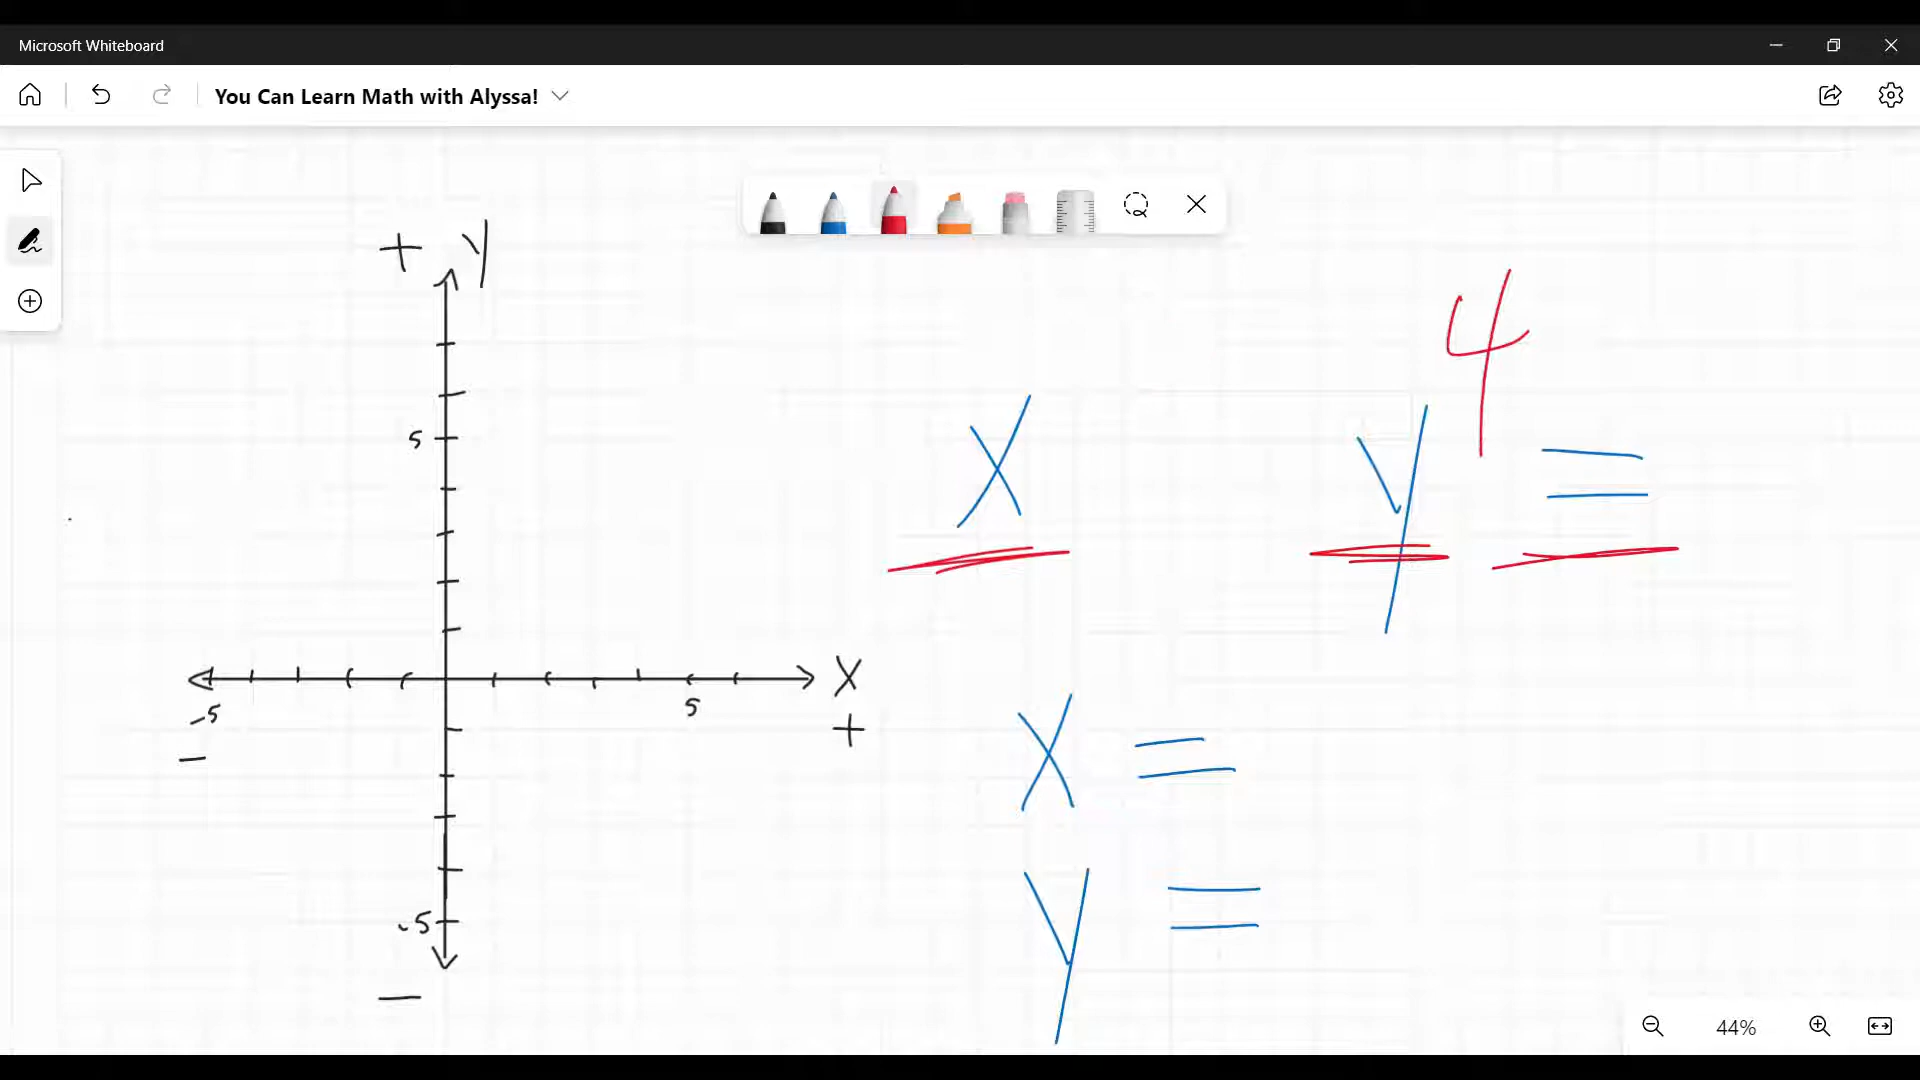 Microsoft Whiteboard
You Can Learn Math with Alyssa!
+ y
4
5
x y =
x
-5 5
+
-
x =
y =
-5
-
44%